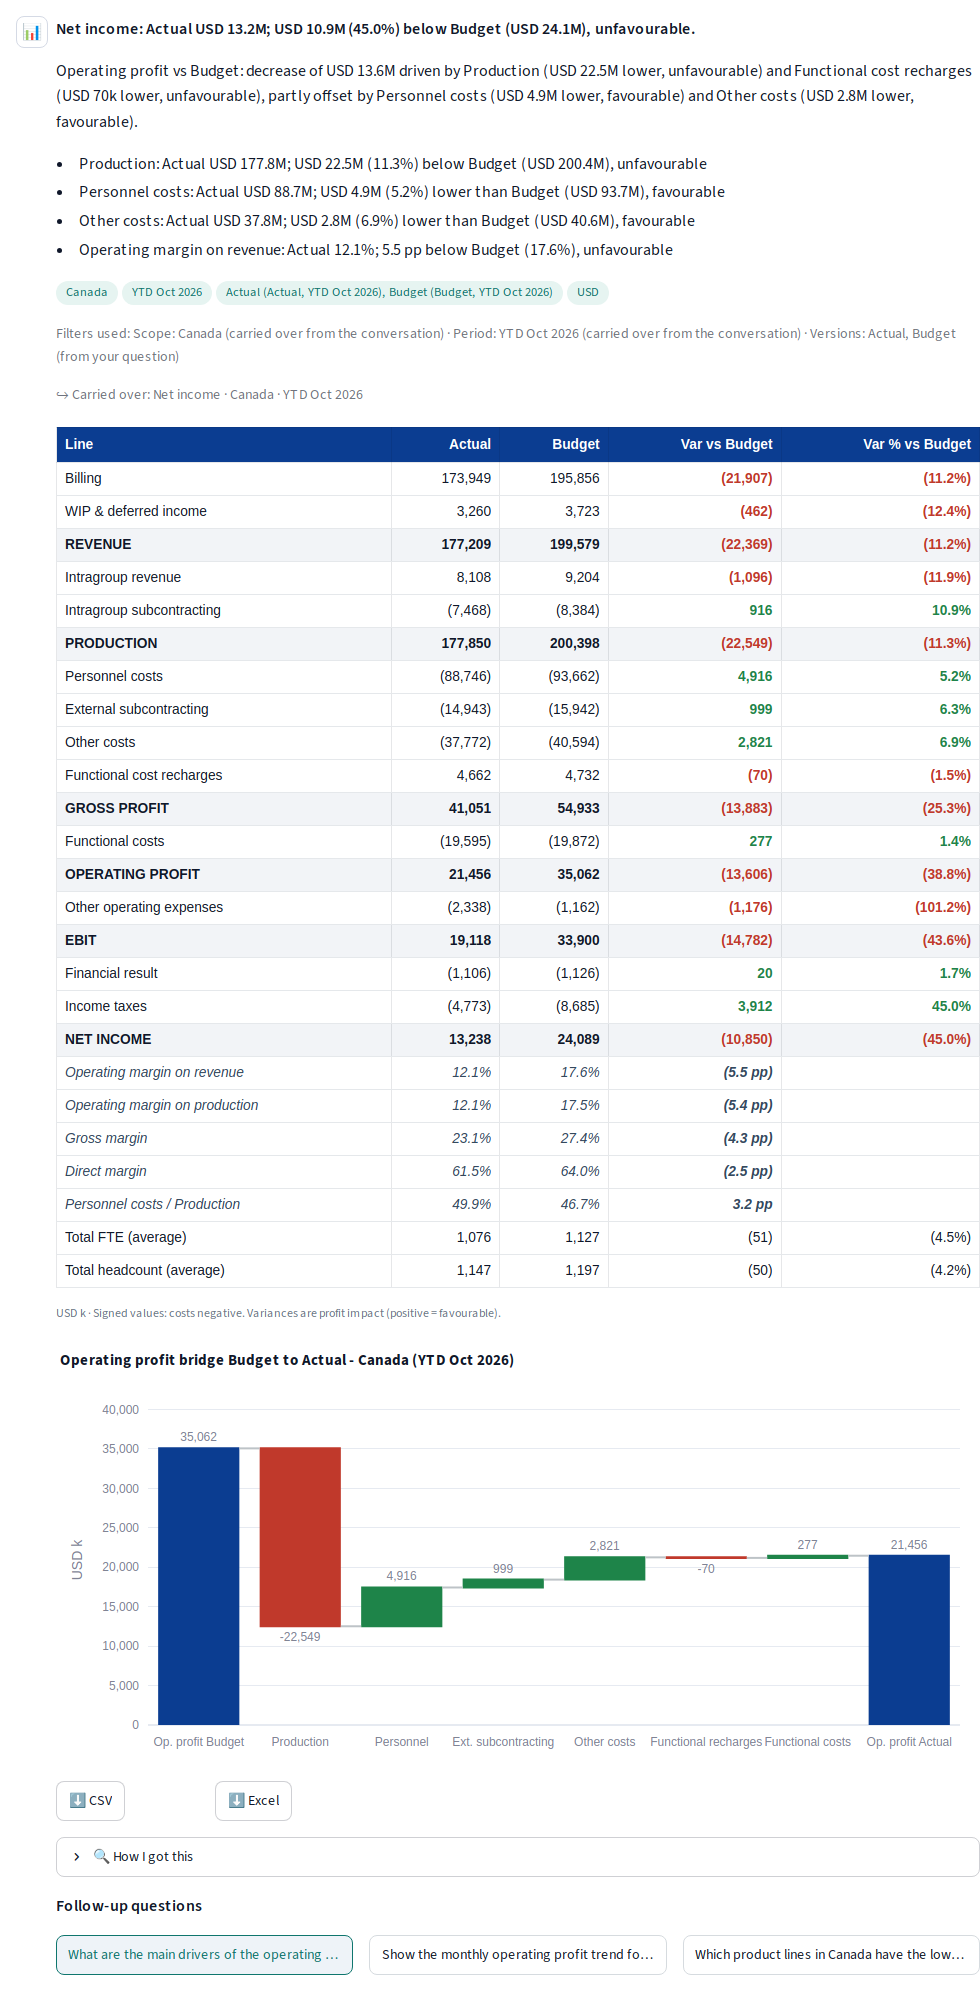 Net income: Actual USD 13.2M; USD 10.9M (45.0%) below Budget (USD 24.1M), unfavourable.
Operating profit vs Budget: decrease of USD 13.6M driven by Production (USD 22.5M lower, unfavourable) and Functional cost recharges
(USD 70k lower, unfavourable), partly offset by Personnel costs (USD 4.9M lower, favourable) and Other costs (USD 2.8M lower,
favourable).
• Production: Actual USD 177.8M; USD 22.5M (11.3%) below Budget (USD 200.4M), unfavourable
• Personnel costs: Actual USD 88.7M; USD 4.9M (5.2%) lower than Budget (USD 93.7M), favourable
• Other costs: Actual USD 37.8M; USD 2.8M (6.9%) lower than Budget (USD 40.6M), favourable
• Operating margin on revenue: Actual 12.1%; 5.5 pp below Budget (17.6%), unfavourable
Canada YTD Oct 2026 Actual (Actual, YTD Oct 2026), Budget (Budget, YTD Oct 2026) USD
Filters used: Scope: Canada (carried over from the conversation) · Period: YTD Oct 2026 (carried over from the conversation) · Versions: Actual, Budget
(from your question)
↪ Carried over: Net income · Canada · YTD Oct 2026
Line Actual Budget Var vs Budget Var % vs Budget
Billing 173,949 195,856 (21,907) (11.2%)
WIP & deferred income 3,260 3,723 (462) (12.4%)
REVENUE 177,209 199,579 (22,369) (11.2%)
Intragroup revenue 8,108 9,204 (1,096) (11.9%)
Intragroup subcontracting (7,468) (8,384) 916 10.9%
PRODUCTION 177,850 200,398 (22,549) (11.3%)
Personnel costs (88,746) (93,662) 4,916 5.2%
External subcontracting (14,943) (15,942) 999 6.3%
Other costs (37,772) (40,594) 2,821 6.9%
Functional cost recharges 4,662 4,732 (70) (1.5%)
GROSS PROFIT 41,051 54,933 (13,883) (25.3%)
Functional costs (19,595) (19,872) 277 1.4%
OPERATING PROFIT 21,456 35,062 (13,606) (38.8%)
Other operating expenses (2,338) (1,162) (1,176) (101.2%)
EBIT 19,118 33,900 (14,782) (43.6%)
Financial result (1,106) (1,126) 20 1.7%
Income taxes (4,773) (8,685) 3,912 45.0%
NET INCOME 13,238 24,089 (10,850) (45.0%)
Operating margin on revenue 12.1% 17.6% (5.5 pp)
Operating margin on production 12.1% 17.5% (5.4 pp)
Gross margin 23.1% 27.4% (4.3 pp)
Direct margin 61.5% 64.0% (2.5 pp)
Personnel costs / Production 49.9% 46.7% 3.2 pp
Total FTE (average) 1,076 1,127 (51) (4.5%)
Total headcount (average) 1,147 1,197 (50) (4.2%)
USD k · Signed values: costs negative. Variances are profit impact (positive = favourable).
Operating profit bridge Budget to Actual - Canada (YTD Oct 2026)
USD k
40,000
35,000
30,000
25,000
20,000
15,000
10,000
5,000
0
35,062 -22,549 4,916 999 2,821 -70 277 21,456
Op. profit Budget Production Personnel Ext. subcontracting Other costs Functional recharges Functional costs Op. profit Actual
⬇️ CSV ⬇️ Excel
› 🔍 How I got this
Follow-up questions
What are the main drivers of the operating … Show the monthly operating profit trend fo… Which product lines in Canada have the low…